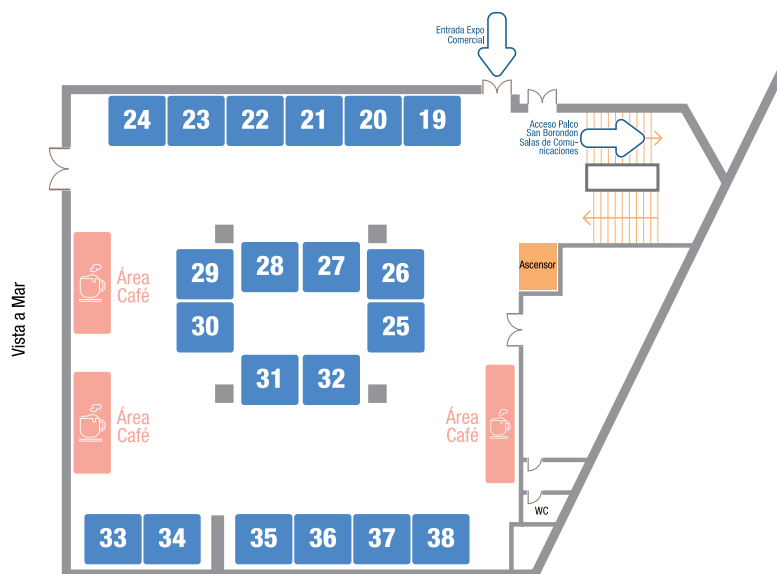 Entrada Expo
Comercial
24 23 22 21 20 19
Acceso Palco
San Borondon
Salas de Comu-
nicaciones
29 28 27 26
Ascensor
Área
Café
Vista a Mar
30 25
31 32
Área
Café
Área
Café
33 34 35 36 37 38
WC